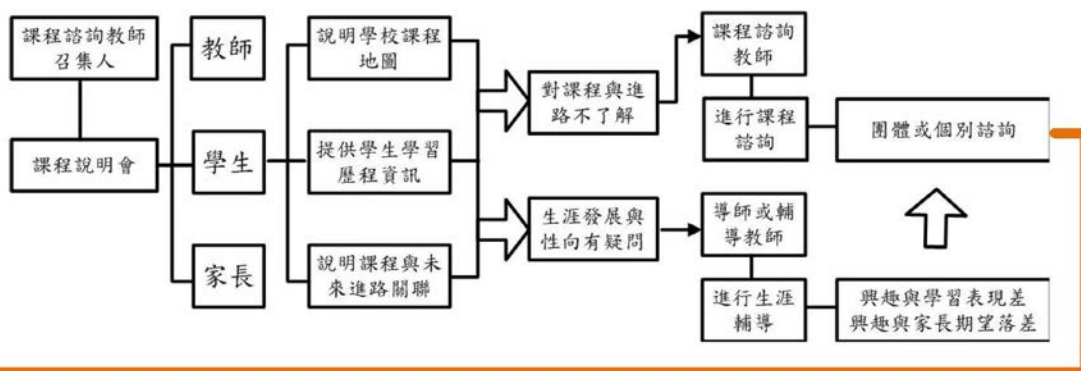 課程諮詢教師
召集人
課程說明會
教師
學生
家長
說明學校課程
地圖
提供學生學習
歷程資訊
說明課程與未
來進路關聯
對課程與進
路不了解
生涯發展與
性向有疑問
課程諮詢
教師
進行課程
諮詢
團體或個別諮詢
導師或輔
導教師
進行生涯
輔導
興趣與學習表現差
興趣與家長期望落差